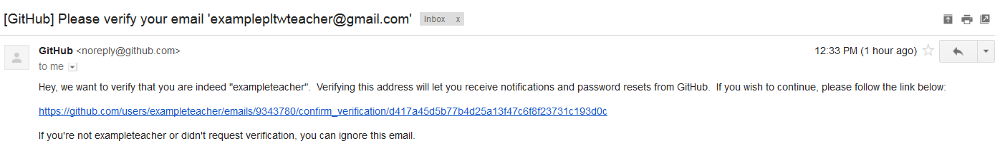 [GitHub] Please verify your email 'examplepltwteacher@gmail.com' Inbox x
GitHub <noreply@github.com> 12:33 PM (1 hour ago)
to me
Hey, we want to verify that you are indeed "exampleteacher".  Verifying this address will let you receive notifications and password resets from GitHub.  If you wish to continue, please follow the link below:
https://github.com/users/exampleteacher/emails/9343780/confirm_verification/d417a45d5b77b4d25a13f47c6f8f23731c193d0c
If you're not exampleteacher or didn't request verification, you can ignore this email.